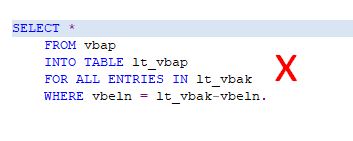 SELECT *
FROM vbap
INTO TABLE lt_vbap
FOR ALL ENTRIES IN lt_vbak
WHERE vbeln = lt_vbak-vbeln.
X